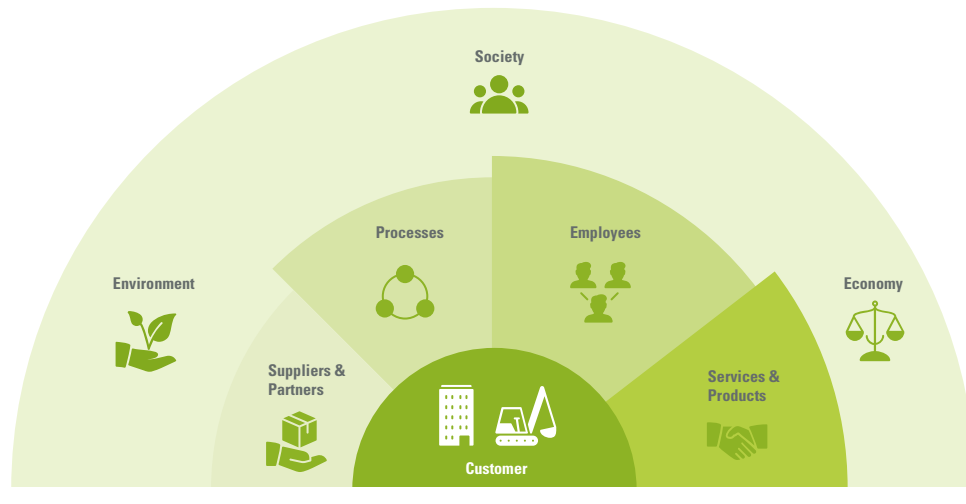 Society
Processes
Employees
Environment
Economy
Suppliers &
Partners
Services &
Products
Customer